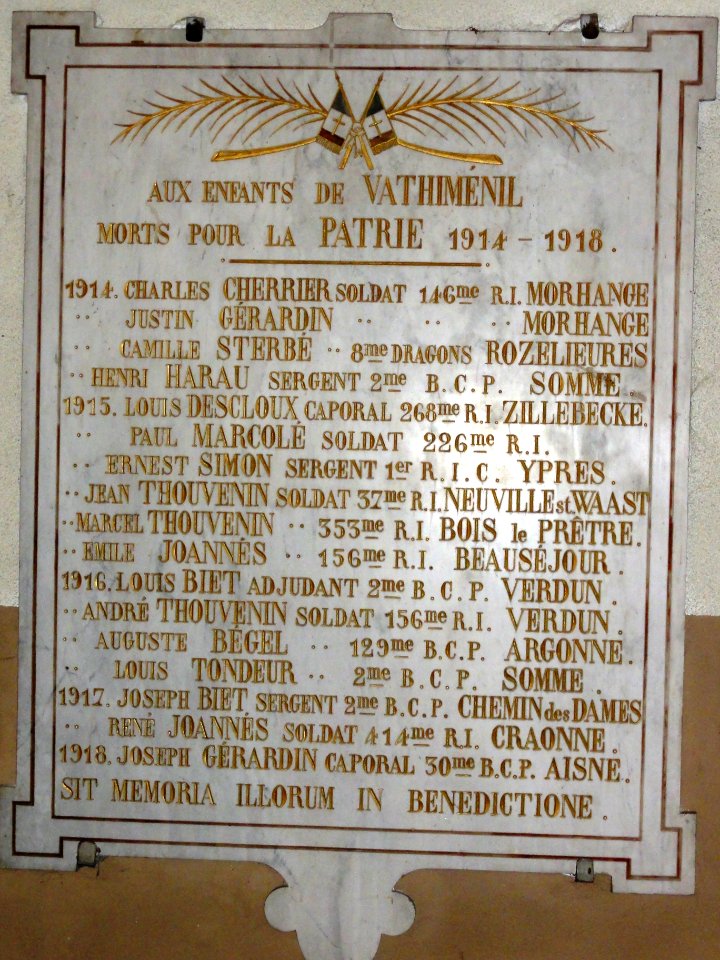 AUX ENFANTS DE VATHIMÉNIL
MORTS POUR LA PATRIE 1914 – 1918.
1914. CHARLES CHERRIER SOLDAT 146me R.I. MORHANGE
·· JUSTIN GÉRARDIN ·· ·· ·· MORHANGE
·· CAMILLE STERBÉ ·· 8me DRAGONS ROZELIEURES
·· HENRI HARAU SERGENT 2me B.C.P. SOMME.
1915. LOUIS DESCLOUX CAPORAL 268me R.I. ZILLEBECKE.
·· PAUL MARCOLÉ SOLDAT 226me R.I.
·· ERNEST SIMON SERGENT 1er R.I.C. YPRES.
·· JEAN THOUVENIN SOLDAT 37me R.I. NEUVILLE st. WAAST
·· MARCEL THOUVENIN ·· 353me R.I. BOIS le PRÊTRE.
·· EMILE JOANNÉS ·· 156me R.I. BEAUSÉJOUR.
1916. LOUIS BIET ADJUDANT 2me B.C.P. VERDUN.
·· ANDRÉ THOUVENIN SOLDAT 156me R.I. VERDUN.
·· AUGUSTE BÉGEL ·· 129me B.C.P. ARGONNE.
·· LOUIS TONDEUR ·· 2me B.C.P. SOMME.
1917. JOSEPH BIET SERGENT 2me B.C.P. CHEMIN des DAMES
·· RENÉ JOANNÉS SOLDAT 414me R.I. CRAONNE.
1918. JOSEPH GÉRARDIN CAPORAL 30me B.C.P. AISNE.
SIT MEMORIA ILLORUM IN BENEDICTIONE.